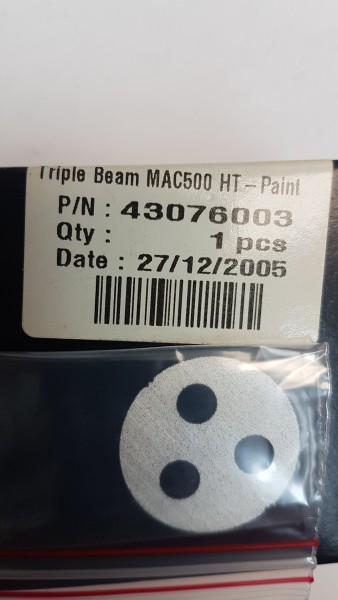 Triple Beam MAC500 HT-Paint
P/N : 43076003
Qty : 1 pcs
Date : 27/12/2005